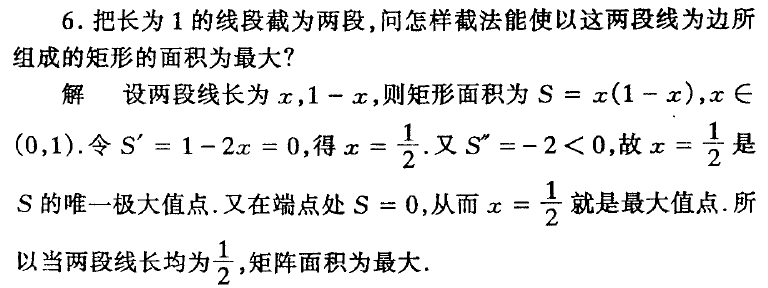 6. 把长为 1 的线段截为两段,问怎样截法能使以这两段线为边所
组成的矩形的面积为最大?
解 设两段线长为 x,1 − x,则矩形面积为 S = x(1 − x),x ∈
(0,1).令 S′ = 1 − 2x = 0,得 x = 1/2.又 S″ = − 2 < 0,故 x = 1/2 是
S 的唯一极大值点.又在端点处 S = 0,从而 x = 1/2 就是最大值点.所
以当两段线长均为1/2,矩阵面积为最大.